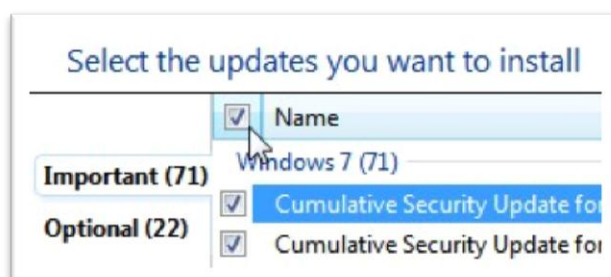 Select the updates you want to install
Name
Windows 7 (71)
Important (71)
Cumulative Security Update for
Optional (22)
Cumulative Security Update for